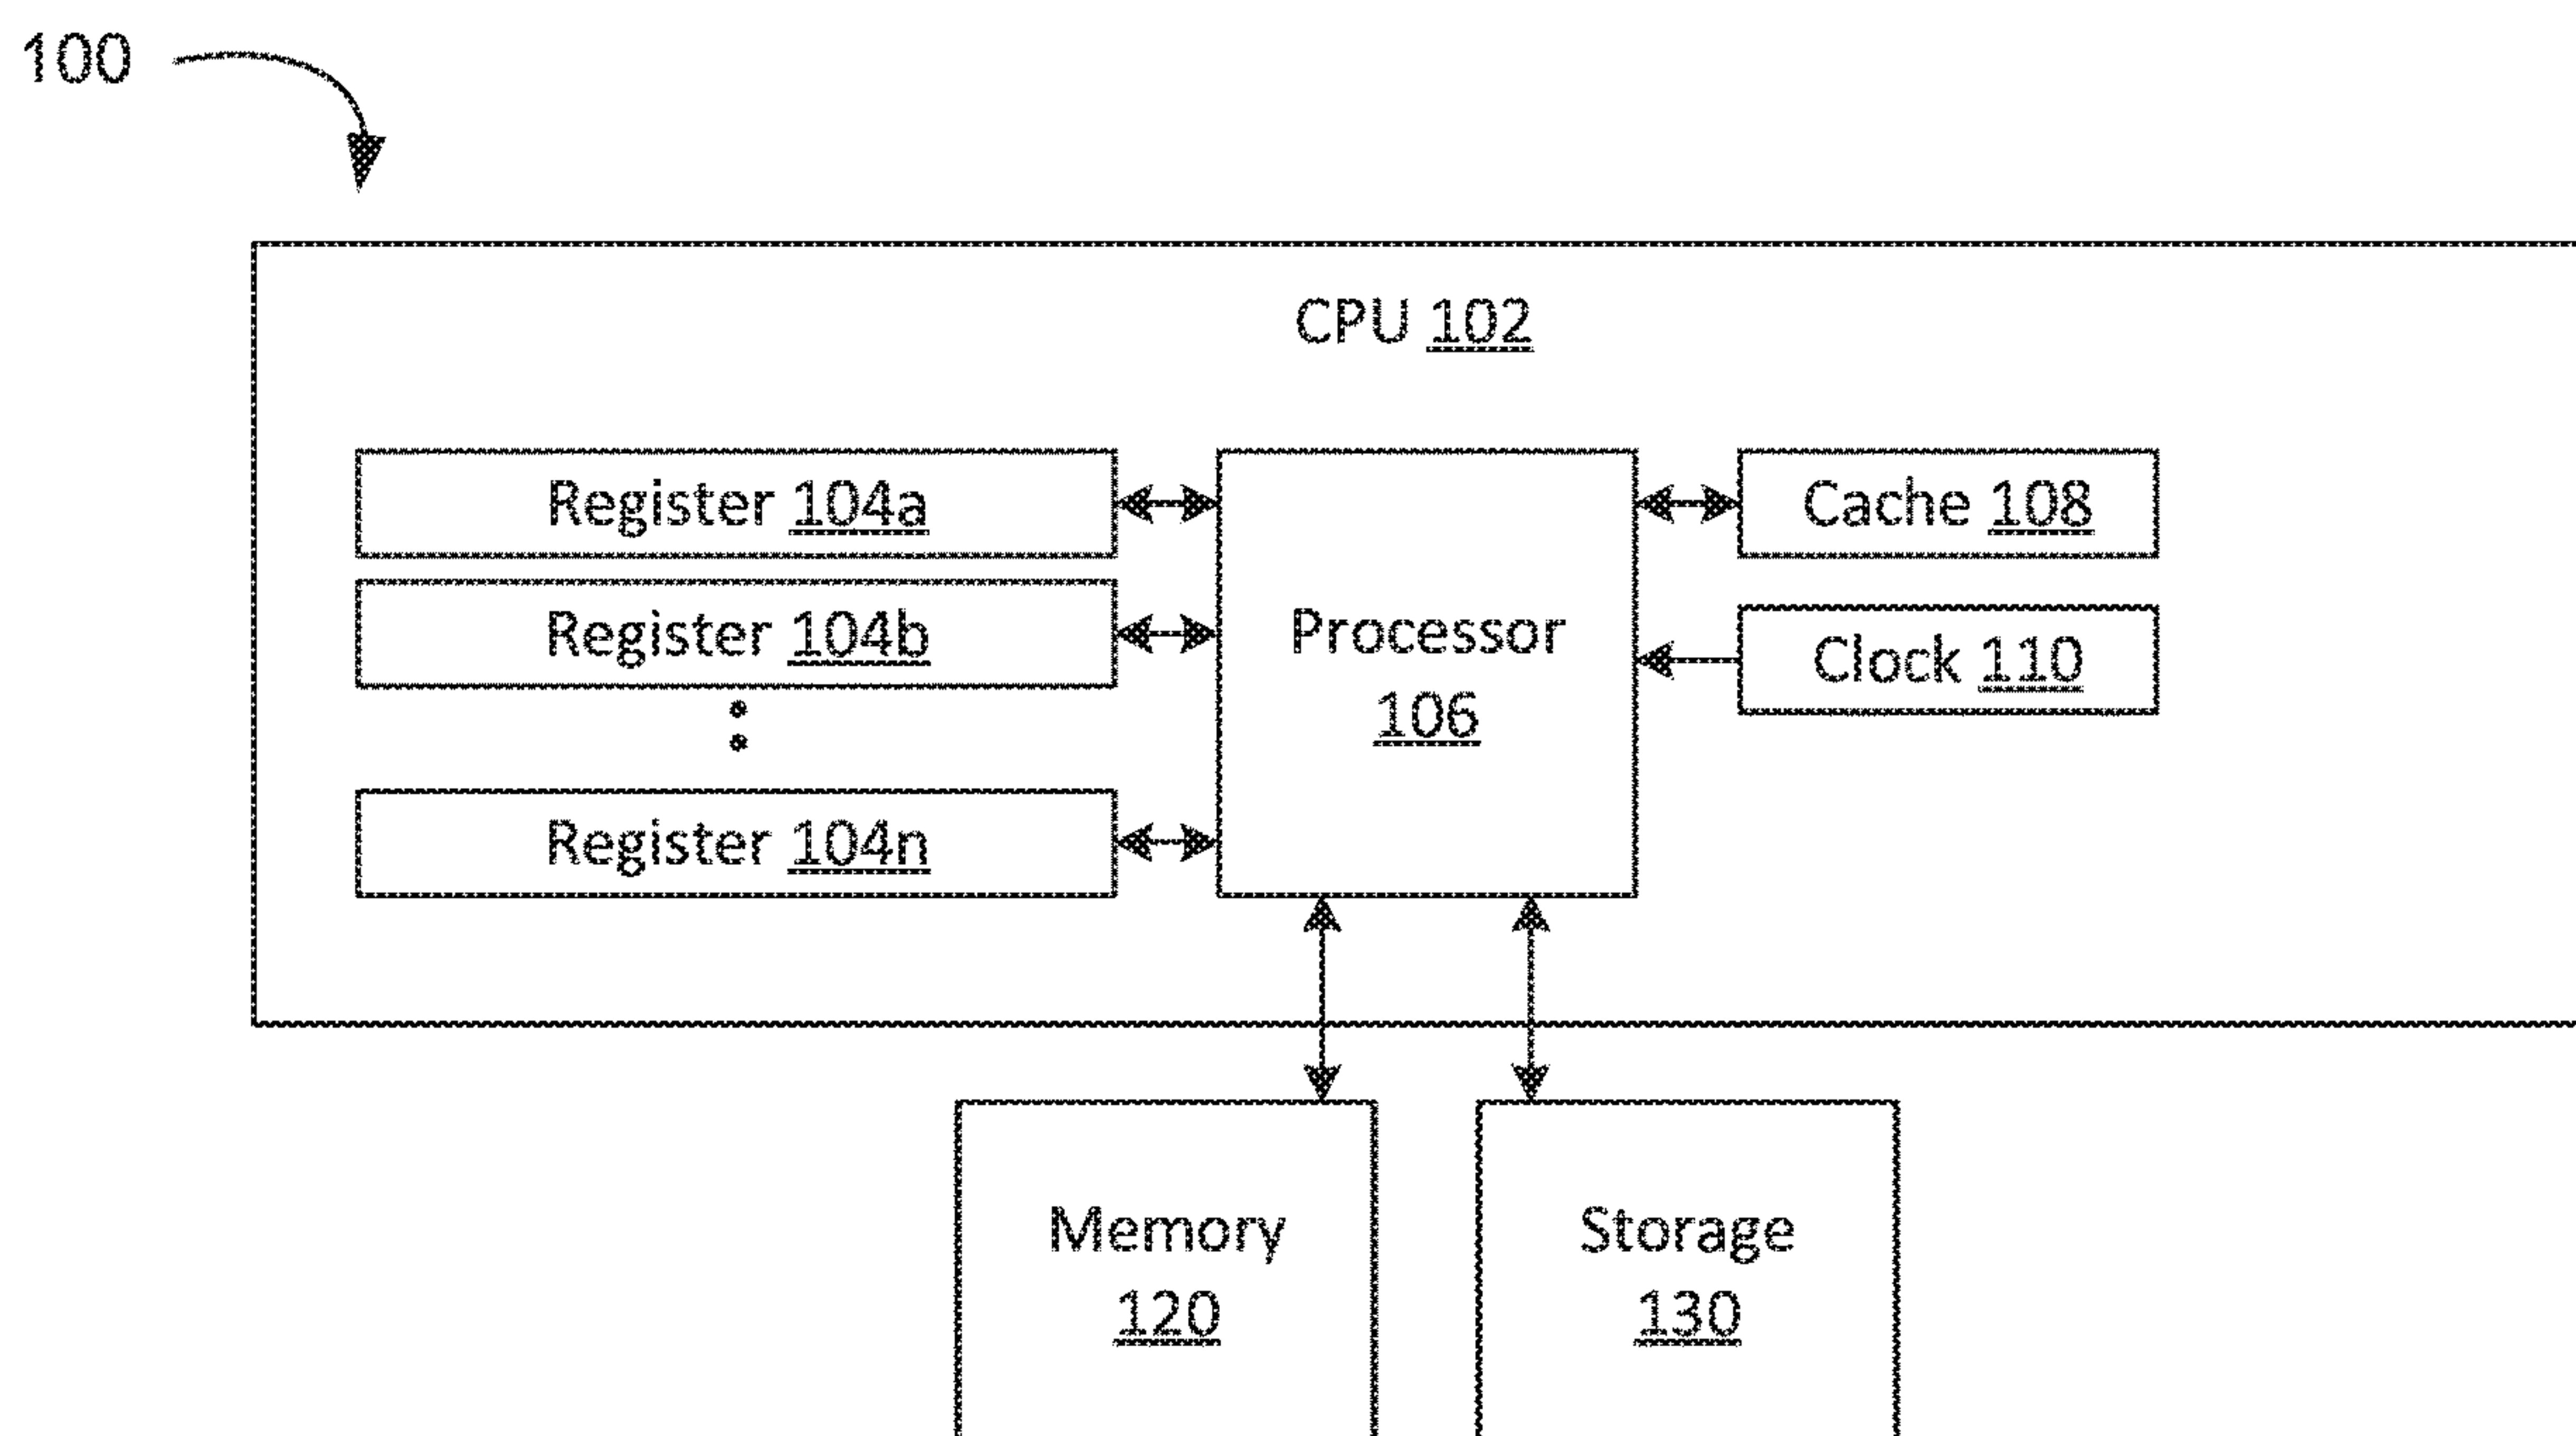 100
CPU 102
Register 104a
Register 104b
Register 104n
Processor
106
Cache 108
Clock 110
Memory
120
Storage
130